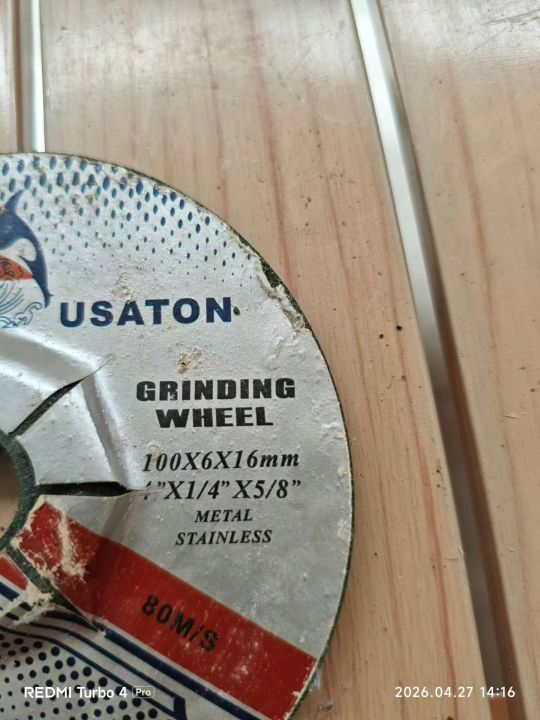 USATON
GRINDING
WHEEL
100X6X16mm
”X1/4”X5/8”
METAL
STAINLESS
80M/S
REDMI Turbo 4 Pro
2026.04.27 14:16